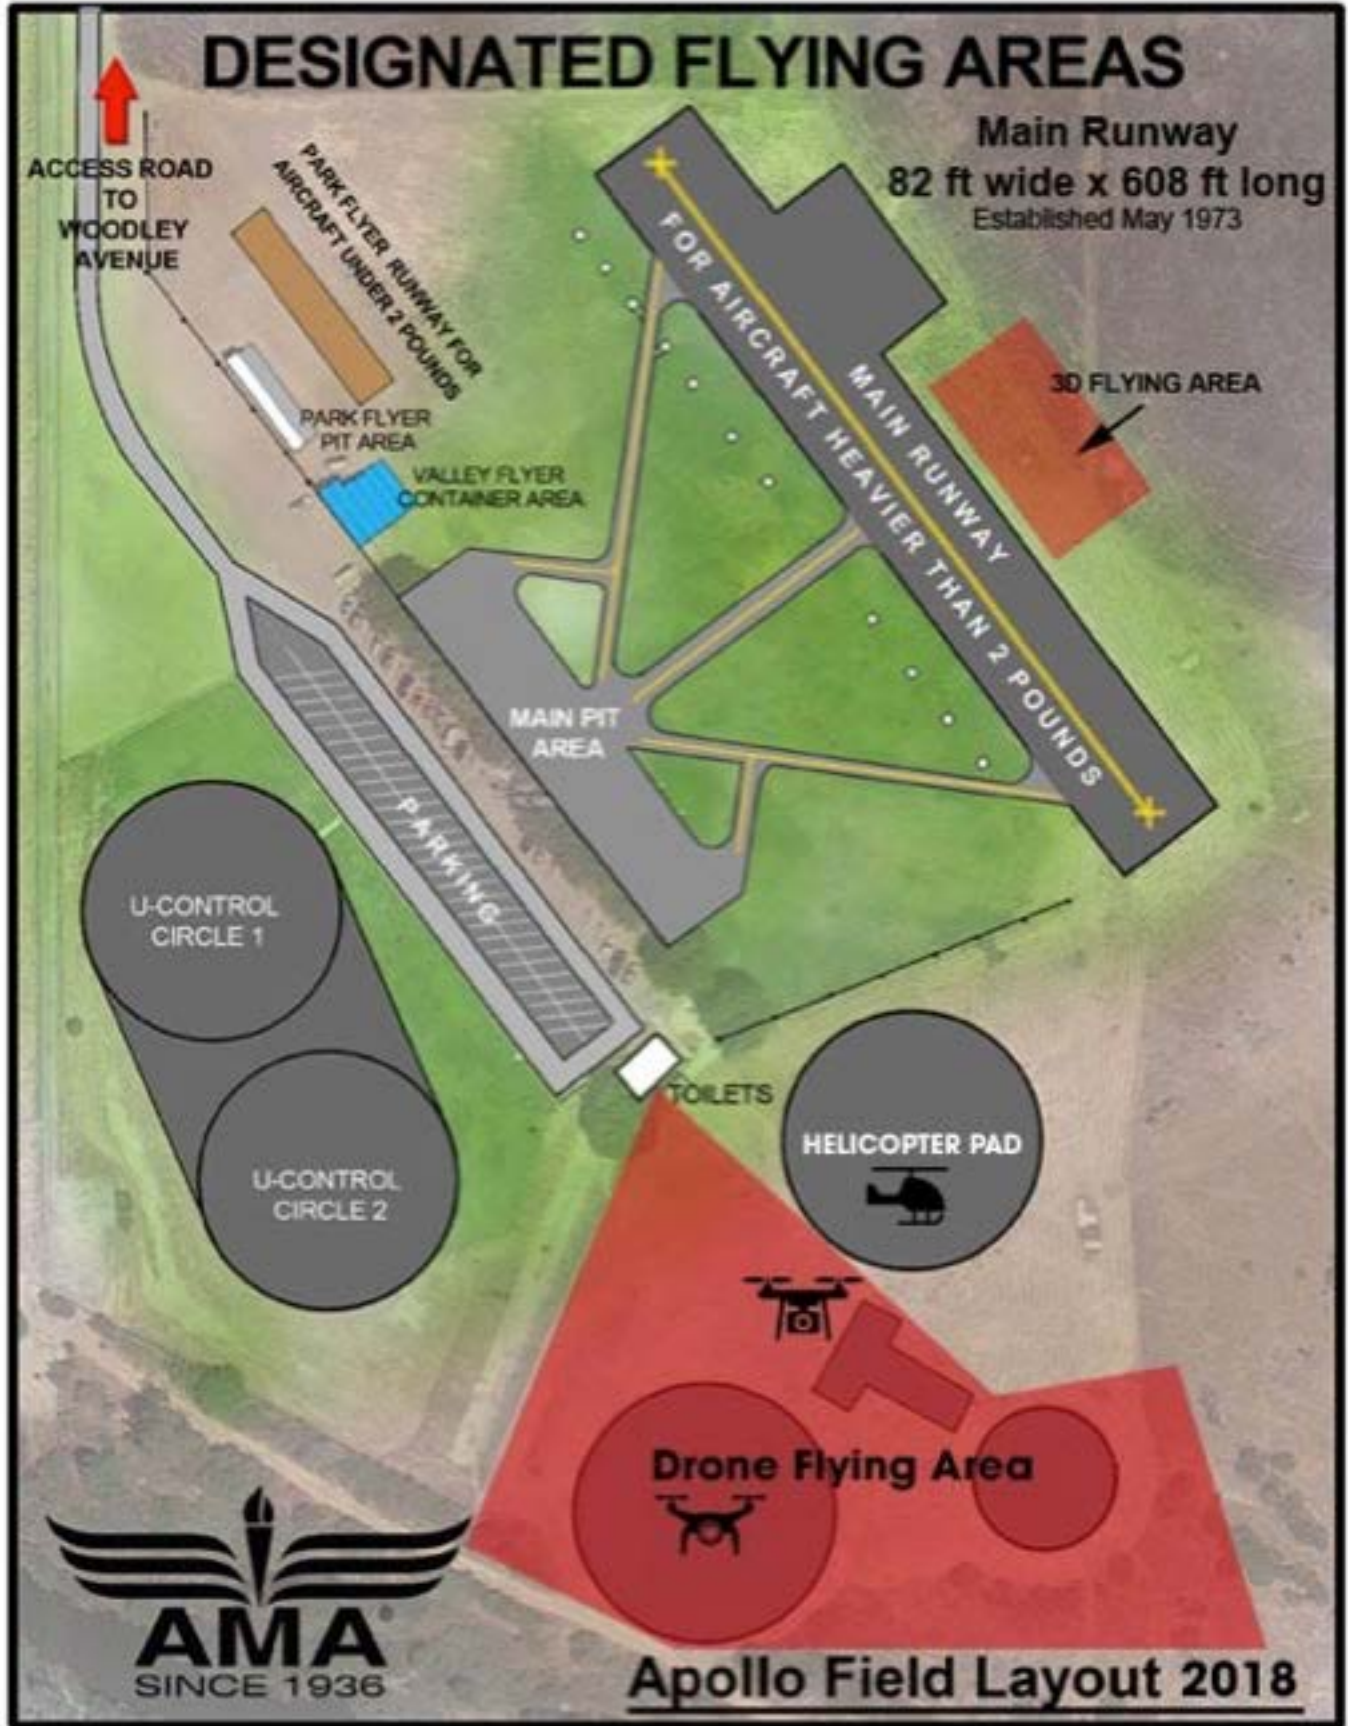 DESIGNATED FLYING AREAS
Main Runway
82 ft wide x 608 ft long
Established May 1973
ACCESS ROAD
TO
WOODLEY
AVENUE
PARK FLYER RUNWAY FOR
AIRCRAFT UNDER 2 POUNDS
FOR AIRCRAFT HEAVIER THAN 2 POUNDS
MAIN RUNWAY
3D FLYING AREA
PARK FLYER
PIT AREA
VALLEY FLYER
CONTAINER AREA
MAIN PIT
AREA
PARKING
U-CONTROL
CIRCLE 1
U-CONTROL
CIRCLE 2
TOILETS
HELICOPTER PAD
Drone Flying Area
AMA
SINCE 1936
Apollo Field Layout 2018